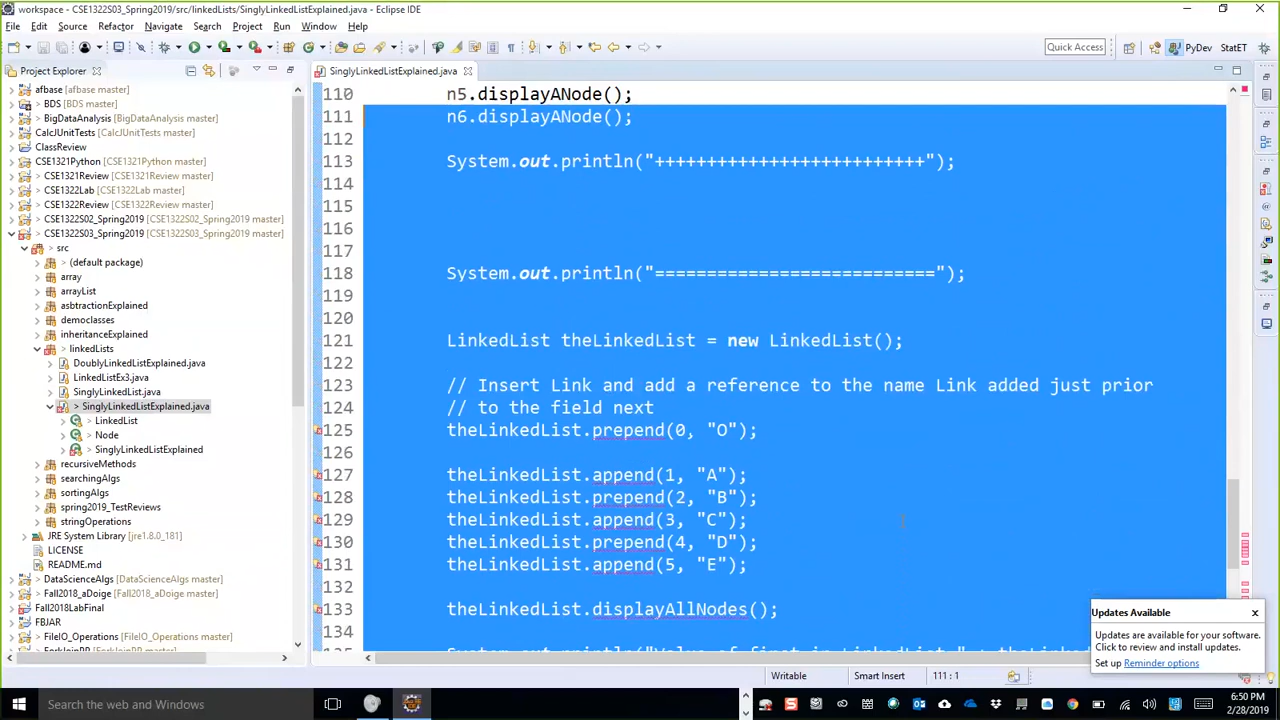 workspace - CSE1322S03_Spring2019/src/linkedLists/SinglyLinkedListExplained.java - Eclipse IDE
File Edit Source Refactor Navigate Search Project Run Window Help
Quick Access
PyDev StatET
Project Explorer
SinglyLinkedListExplained.java
afbase [afbase master]
BDS [BDS master]
BigDataAnalysis [BigDataAnalysis master]
CalcJUnitTests [CalcJUnitTests master]
ClassReview
CSE1321Python [CSE1321Python master]
CSE1321Review [CSE1321Review master]
CSE1322Lab [CSE1322Lab master]
CSE1322Review [CSE1322Review master]
CSE1322S02_Spring2019 [CSE1322S02_Spring2019 master]
CSE1322S03_Spring2019 [CSE1322S03_Spring2019 master]
src
(default package)
array
arrayList
asbtractionExplained
democlasses
inheritanceExplained
linkedLists
DoublyLinkedListExplained.java
LinkedListEx3.java
SinglyLinkedList.java
SinglyLinkedListExplained.java
LinkedList
Node
SinglyLinkedListExplained
recursiveMethods
searchingAlgs
sortingAlgs
spring2019_TestReviews
stringOperations
JRE System Library [jre1.8.0_181]
LICENSE
README.md
DataScienceAlgs [DataScienceAlgs master]
Fall2018_aDoige [Fall2018_aDoige master]
Fall2018LabFinal
FBJAR
FileIO_Operations [FileIO_Operations master]
110 n5.displayANode();
111 n6.displayANode();
112
113 System.out.println("++++++++++++++++++++++++++");
114
115
116
117
118 System.out.println("===========================");
119
120
121 LinkedList theLinkedList = new LinkedList();
122
123 // Insert Link and add a reference to the name Link added just prior
124 // to the field next
125 theLinkedList.prepend(0, "O");
126
127 theLinkedList.append(1, "A");
128 theLinkedList.prepend(2, "B");
129 theLinkedList.append(3, "C");
130 theLinkedList.prepend(4, "D");
131 theLinkedList.append(5, "E");
132
133 theLinkedList.displayAllNodes();
134
Updates Available
Updates are available for your software.
Click to review and install updates.
Set up Reminder options
Writable Smart Insert 111 : 1
Search the web and Windows
6:50 PM
2/28/2019